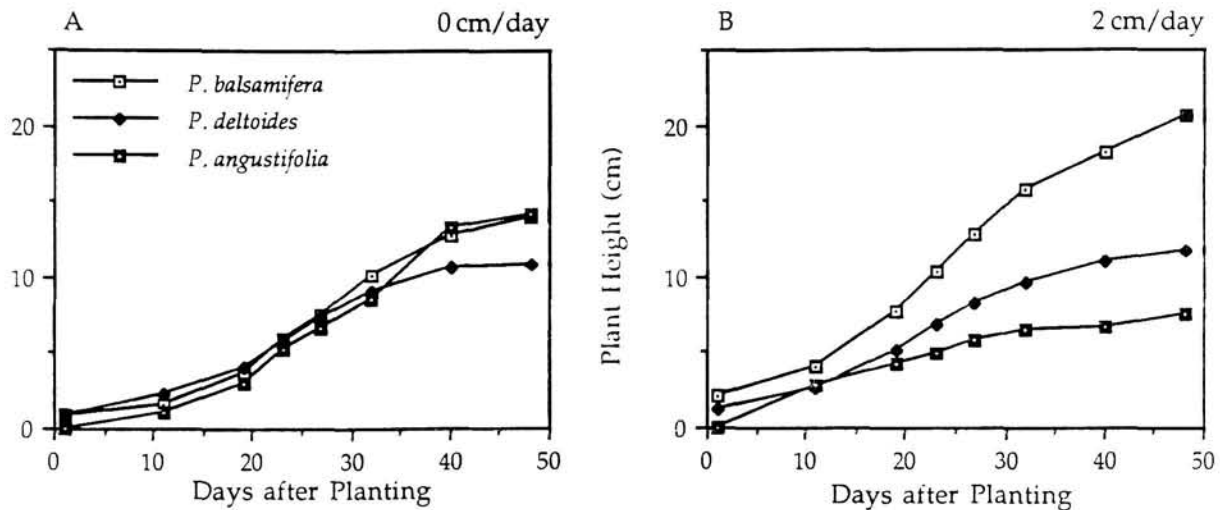 A 0 cm/day
P. balsamifera
P. deltoides
P. angustifolia
20
10
0
0 10 20 30 40 50
Days after Planting
B 2 cm/day
Plant Height (cm)
20
10
0
0 10 20 30 40 50
Days after Planting